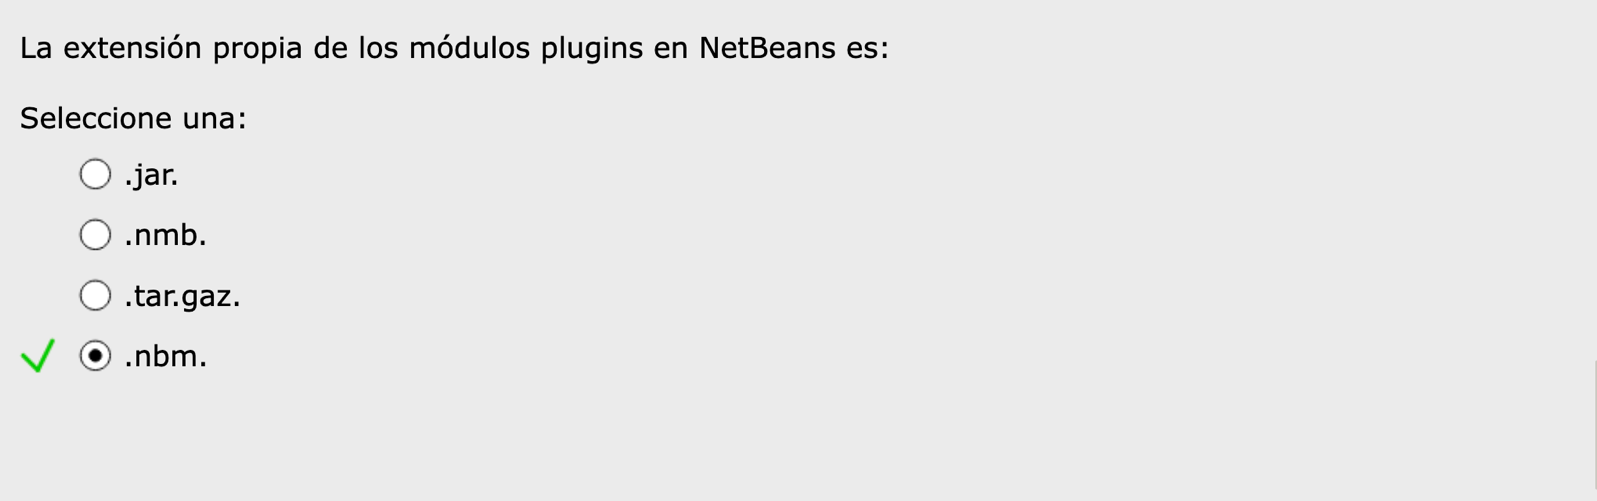 La extensión propia de los módulos plugins en NetBeans es:
Seleccione una:
.jar.
.nmb.
.tar.gaz.
.nbm.